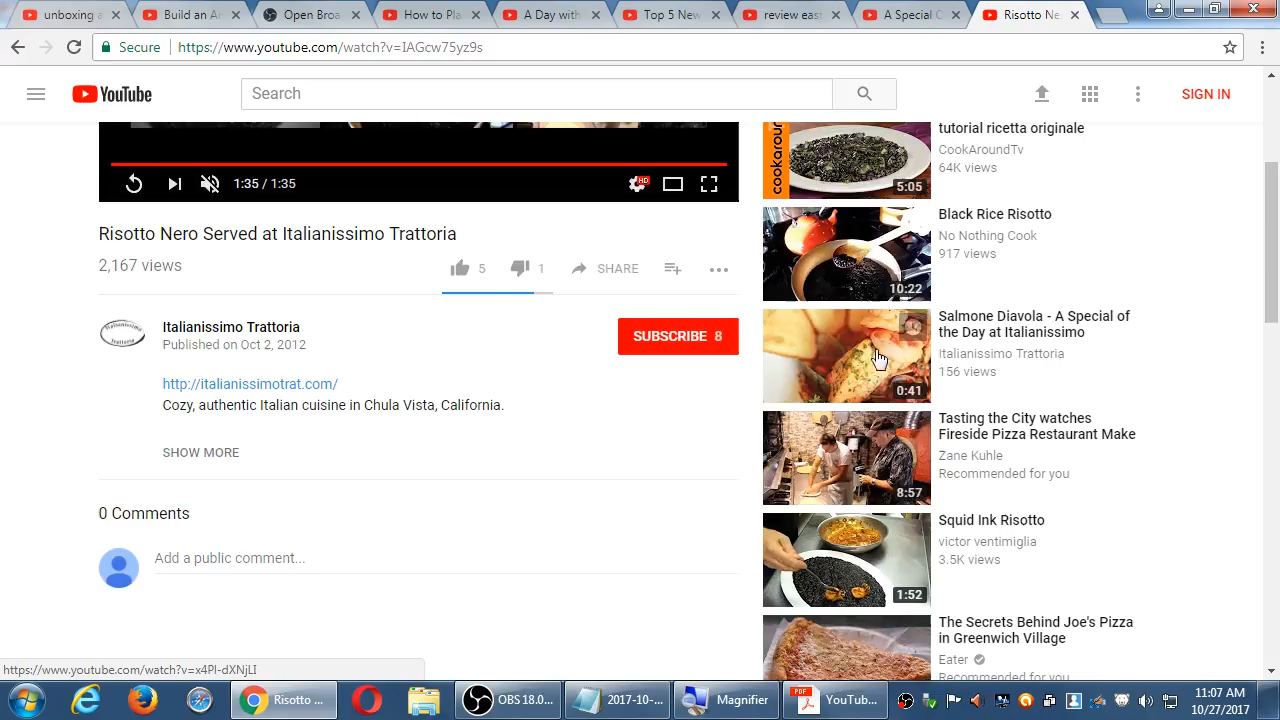 unboxing a
Build an A
Open Broa
How to Pla
A Day with
Top 5 New
review eas
A Special C
Risotto Ne
Secure
https://www.youtube.com/watch?v=IAGcw75yz9s
YouTube
Search
SIGN IN
cookaroun
5:05
tutorial ricetta originale
CookAroundTv
64K views
1:35 / 1:35
HD
Risotto Nero Served at Italianissimo Trattoria
2,167 views
5
1
SHARE
10:22
Black Rice Risotto
No Nothing Cook
917 views
Italianissimo
Trattoria
Italianissimo Trattoria
Published on Oct 2, 2012
SUBSCRIBE 8
http://italianissimotrat.com/
Cozy, authentic Italian cuisine in Chula Vista, California.
SHOW MORE
0:41
Salmone Diavola - A Special of
the Day at Italianissimo
Italianissimo Trattoria
156 views
8:57
Tasting the City watches
Fireside Pizza Restaurant Make
Zane Kuhle
Recommended for you
0 Comments
Add a public comment...
1:52
Squid Ink Risotto
victor ventimiglia
3.5K views
The Secrets Behind Joe's Pizza
in Greenwich Village
Eater
Recommended for you
https://www.youtube.com/watch?v=x4Pl-dXNjLI
Risotto ...
OBS 18.0...
2017-10-...
Magnifier
PDF
YouTub...
11:07 AM
10/27/2017